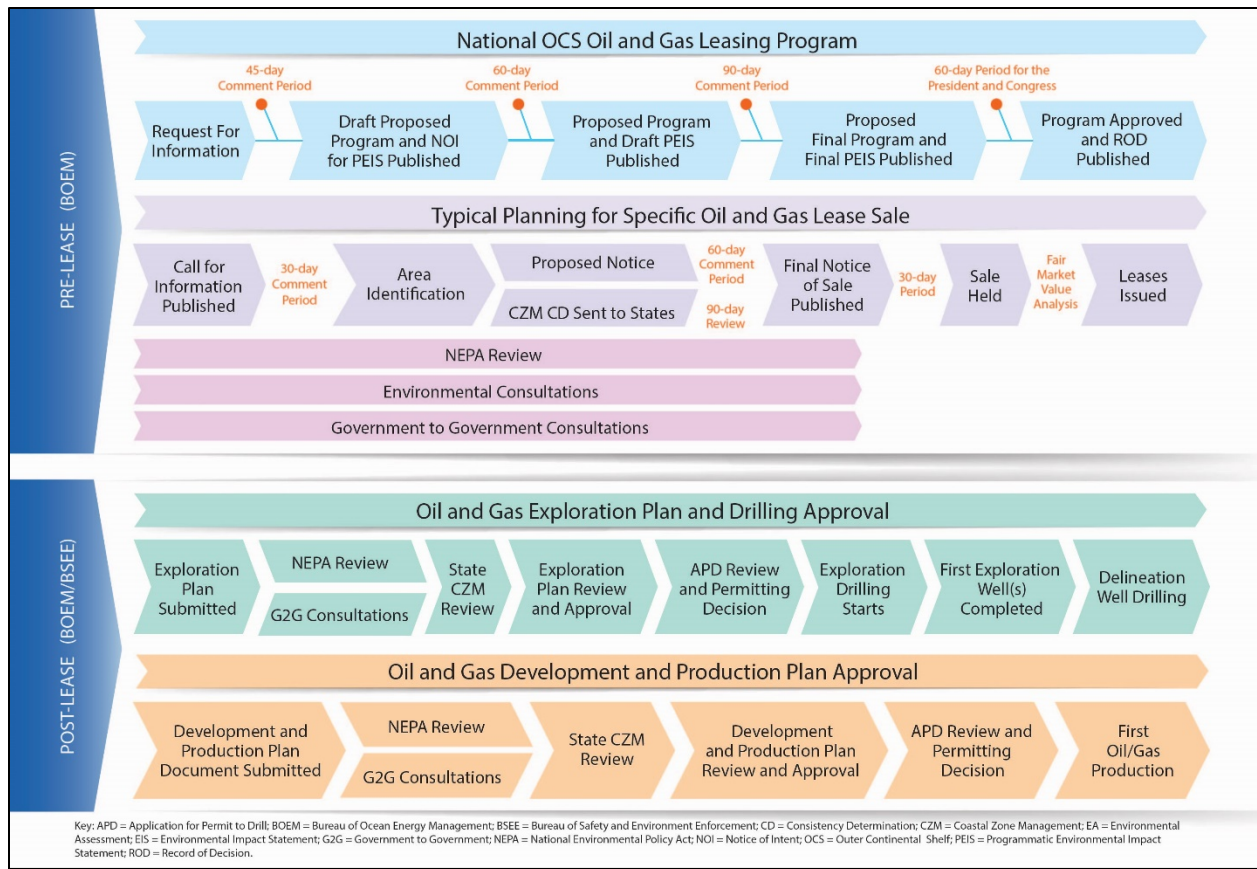 PRE-LEASE (BOEM)
National OCS Oil and Gas Leasing Program
45-day
Comment Period
60-day
Comment Period
90-day
Comment Period
60-day Period for the
President and Congress
Request For
Information
Draft Proposed
Program and NOI
for PEIS Published
Proposed Program
and Draft PEIS
Published
Proposed
Final Program and
Final PEIS Published
Program Approved
and ROD
Published
Typical Planning for Specific Oil and Gas Lease Sale
Call for
Information
Published
30-day
Comment
Period
Area
Identification
Proposed Notice
CZM CD Sent to States
60-day
Comment
Period
90-day
Review
Final Notice
of Sale
Published
30-day
Period
Sale
Held
Fair
Market
Value
Analysis
Leases
Issued
NEPA Review
Environmental Consultations
Government to Government Consultations
POST-LEASE (BOEM/BSEE)
Oil and Gas Exploration Plan and Drilling Approval
Exploration
Plan
Submitted
NEPA Review
G2G Consultations
State
CZM
Review
Exploration
Plan Review
and Approval
APD Review
and Permitting
Decision
Exploration
Drilling
Starts
First Exploration
Well(s)
Completed
Delineation
Well Drilling
Oil and Gas Development and Production Plan Approval
Development and
Production Plan
Document Submitted
NEPA Review
G2G Consultations
State CZM
Review
Development
and Production Plan
Review and Approval
APD Review and
Permitting
Decision
First
Oil/Gas
Production
Key: APD = Application for Permit to Drill; BOEM = Bureau of Ocean Energy Management; BSEE = Bureau of Safety and Environment Enforcement; CD = Consistency Determination; CZM = Coastal Zone Management; EA = Environmental
Assessment; EIS = Environmental Impact Statement; G2G = Government to Government; NEPA = National Environmental Policy Act; NOI = Notice of Intent; OCS = Outer Continental Shelf; PEIS = Programmatic Environmental Impact
Statement; ROD = Record of Decision.